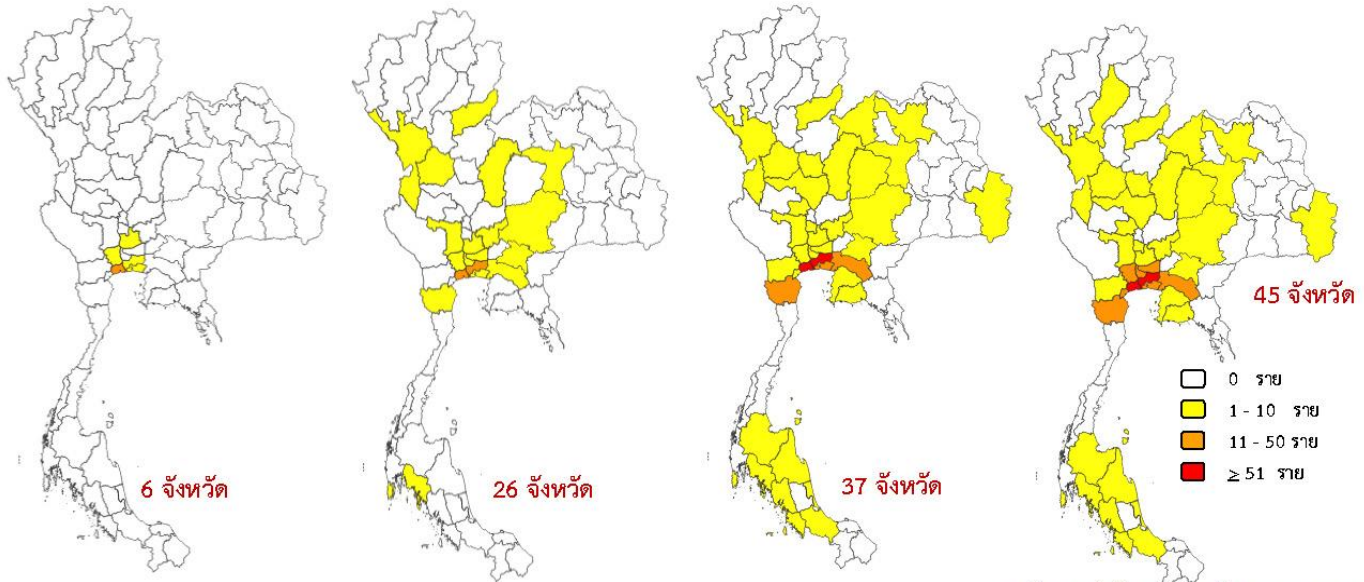 6 จังหวัด
26 จังหวัด
37 จังหวัด
45 จังหวัด
0 ราย
1 - 10 ราย
11 - 50 ราย
≥ 51 ราย